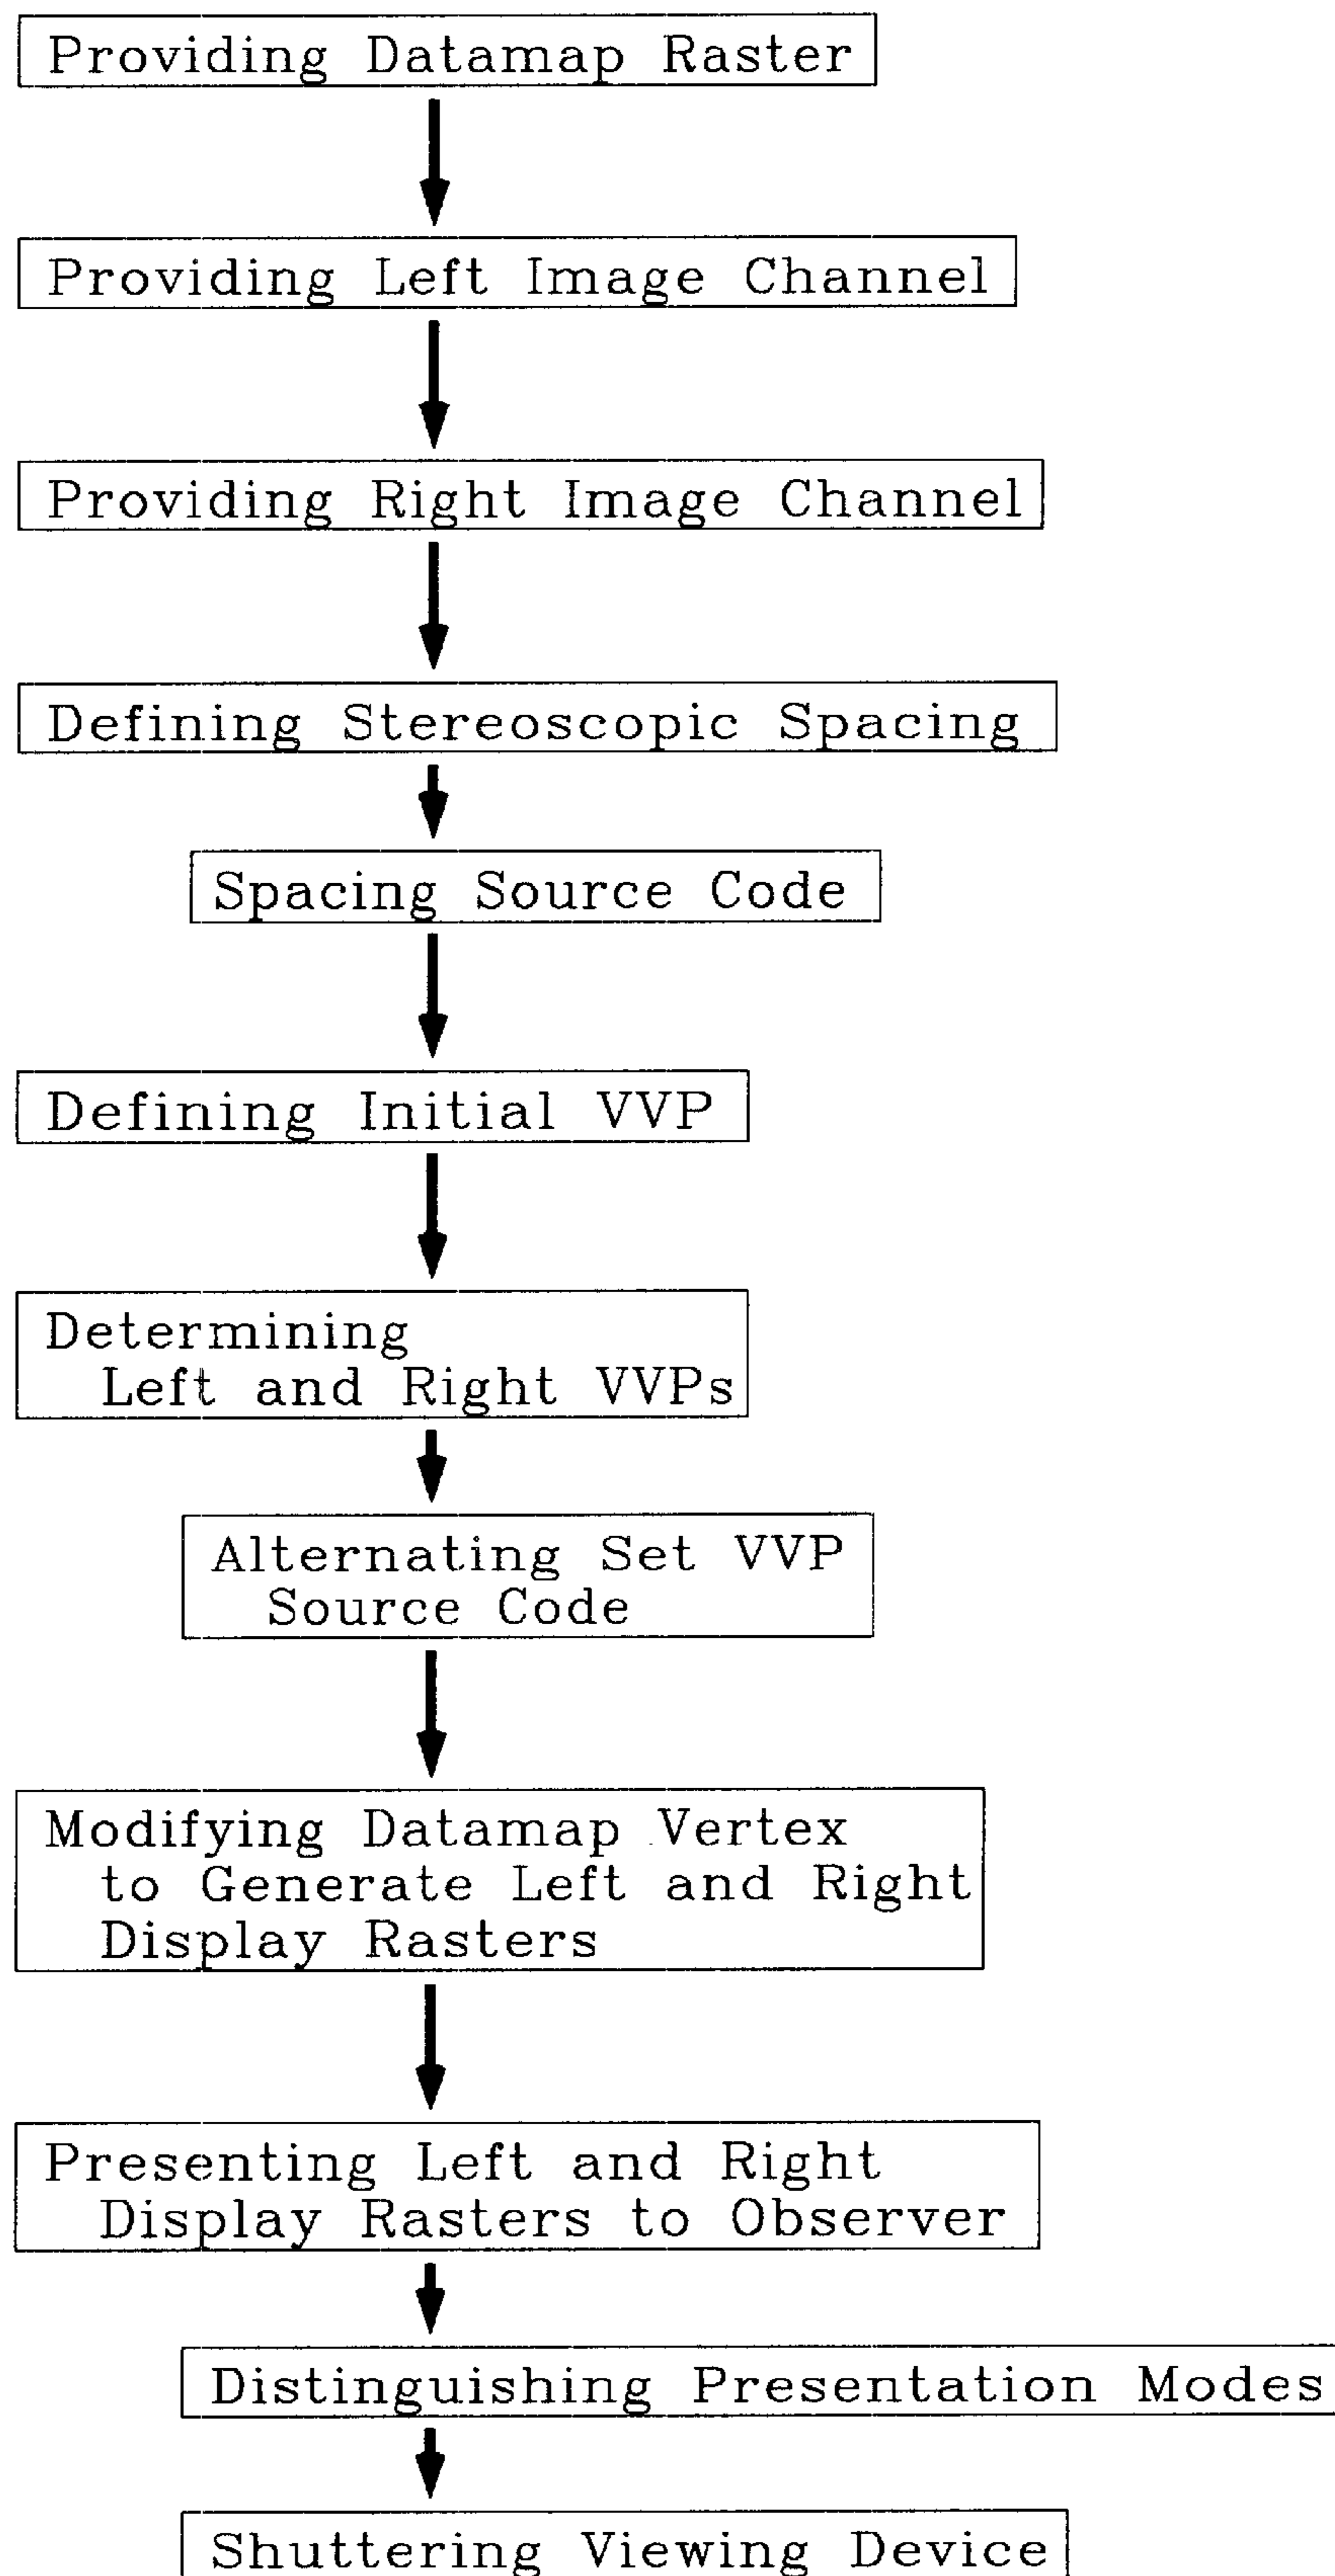 Providing Datamap Raster
Providing Left Image Channel
Providing Right Image Channel
Defining Stereoscopic Spacing
Spacing Source Code
Defining Initial VVP
Determining
Left and Right VVPs
Alternating Set VVP
Source Code
Modifying Datamap Vertex
to Generate Left and Right
Display Rasters
Presenting Left and Right
Display Rasters to Observer
Distinguishing Presentation Modes
Shuttering Viewing Device